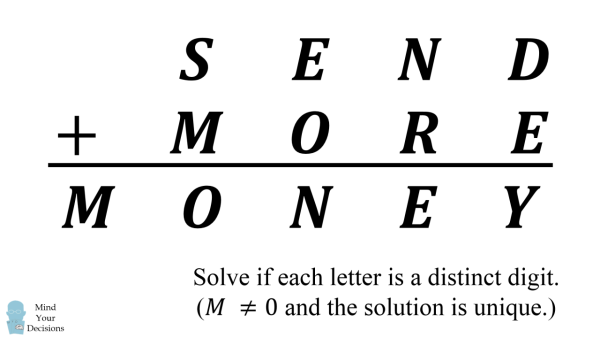 S E N D
+ M O R E
M O N E Y
Solve if each letter is a distinct digit.
(M ≠ 0 and the solution is unique.)
Mind
Your
Decisions